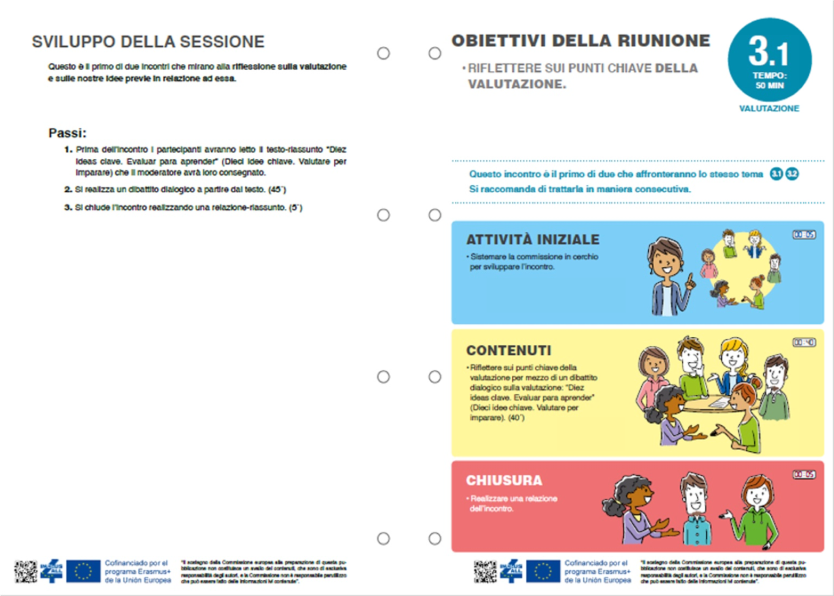 SVILUPPO DELLA SESSIONE
Questo è il primo di due incontri che mirano alla riflessione sulla valutazione
e sulle nostre idee previe in relazione ad essa.
Passi:
1. Prima dell'incontro i partecipanti avranno letto il testo-riassunto "Diez
ideas clave. Evaluar para aprender" (Dieci idee chiave. Valutare per
imparare) che il moderatore avrà loro consegnato.
2. Si realizza un dibattito dialogico a partire dal testo. (45´)
3. Si chiude l'incontro realizzando una relazione-riassunto. (5´)
Cofinanciado por el
programa Erasmus+
de la Unión Europea
"Il sostegno della Commissione europea alla preparazione di questa pu-
bblicazione non costituisce un avallo dei contenuti, che sono di esclusiva
responsabilità degli autori, e la Commissione non è responsabile per utilizzo
che può essere fatto delle informazioni ivi contenute".
OBIETTIVI DELLA RIUNIONE
• RIFLETTERE SUI PUNTI CHIAVE DELLA
VALUTAZIONE.
3.1
TEMPO:
50 MIN
VALUTAZIONE
Questo incontro è il primo di due che affronteranno lo stesso tema 3.1 3.2
Si raccomanda di trattarla in maniera consecutiva.
ATTIVITÀ INIZIALE
00:05
• Sistemare la commissione in cerchio
per sviluppare l'incontro.
CONTENUTI
00:40
• Riflettere sui punti chiave della
valutazione per mezzo di un dibattito
dialogico sulla valutazione: "Diez
ideas clave. Evaluar para aprender"
(Dieci idee chiave. Valutare per
imparare). (40´)
CHIUSURA
00:05
• Realizzare una relazione
dell'incontro.
Cofinanciado por el
programa Erasmus+
de la Unión Europea
"Il sostegno della Commissione europea alla preparazione di questa pu-
bblicazione non costituisce un avallo dei contenuti, che sono di esclusiva
responsabilità degli autori, e la Commissione non è responsabile per utilizzo
che può essere fatto delle informazioni ivi contenute".